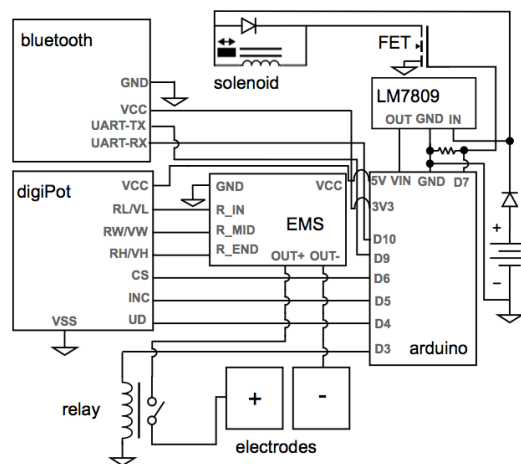 bluetooth
GND
VCC
UART-TX
UART-RX
solenoid
FET
LM7809
OUT GND IN
digiPot
VCC
RL/VL
RW/VW
RH/VH
CS
INC
UD
VSS
GND
VCC
R_IN
EMS
R_MID
R_END
OUT+ OUT-
5V VIN GND D7
3V3
D10
D9
D6
D5
D4
D3
arduino
+
−
relay
+
-
electrodes